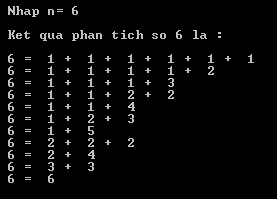 Nhap n= 6
Ket qua phan tich so 6 la :
6 = 1 + 1 + 1 + 1 + 1 + 1
6 = 1 + 1 + 1 + 1 + 2
6 = 1 + 1 + 1 + 3
6 = 1 + 1 + 2 + 2
6 = 1 + 1 + 4
6 = 1 + 2 + 3
6 = 1 + 5
6 = 2 + 2 + 2
6 = 2 + 4
6 = 3 + 3
6 = 6